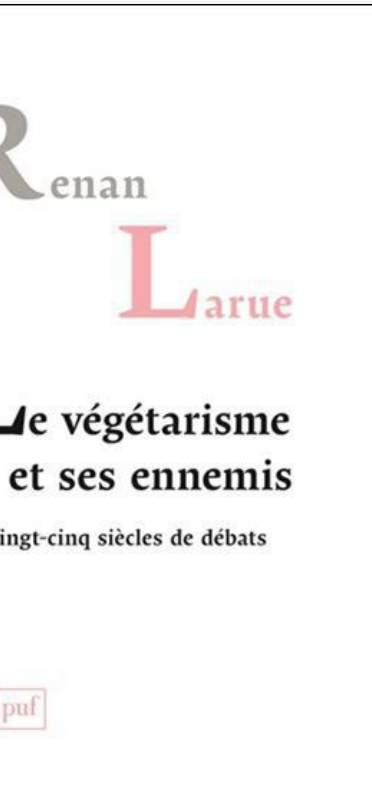 Renan
Larue
Le végétarisme
et ses ennemis
ingt-cinq siècles de débats
puf